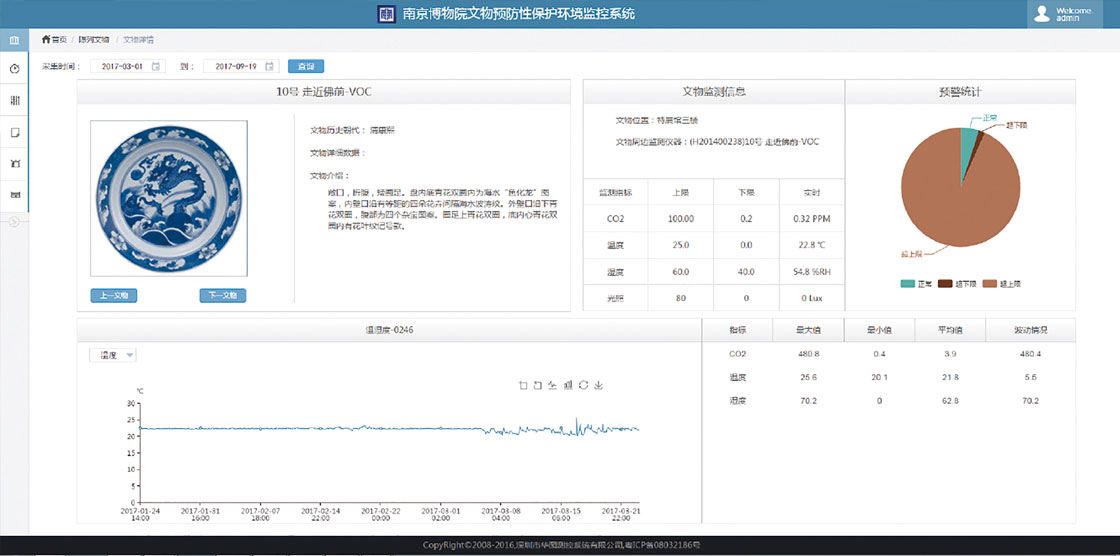 南京博物院文物预防性保护环境监控系统
Welcome
admin
首页 / 陈列文物 / 文物详情
采集时间： 2017-03-01 到： 2017-09-19 查询
10号 走近佛前-VOC
文物历史朝代： 清康熙
文物详细数据：
文物介绍：
敞口，折腹，矮圈足。盘内底青花双圈内为海水“鱼化龙”图
案，内壁口沿有等距的四朵花卉间隔海水波涛纹。外壁口沿下青
花双圈，腹部为四个杂宝图案。圈足上青花双圈，底内心青花双
圈内有花叶纹记号款。
上一文物
下一文物
文物监测信息
文物位置：特展馆三楼
文物周边监测仪器：(H201400238)10号 走近佛前-VOC
监测指标 上限 下限 实时
CO2 100.00 0.2 0.32 PPM
温度 25.0 0.0 22.8 ℃
湿度 60.0 40.0 54.8 %RH
光照 80 0 0 Lux
预警统计
正常
超下限
超上限
正常 超下限 超上限
温湿度-0246
温度
℃
30
25
20
15
10
5
0
2017-01-24 2017-01-31 2017-02-07 2017-02-14 2017-02-22 2017-03-01 2017-03-08 2017-03-15 2017-03-21
14:00 16:00 18:00 22:00 00:00 02:00 04:00 06:00 22:00
指标 最大值 最小值 平均值 波动情况
CO2 480.8 0.4 3.9 480.4
温度 25.6 20.1 21.8 5.5
湿度 70.2 0 62.8 70.2
CopyRight©2008-2016,深圳市华图测控系统有限公司,粤ICP备08032186号